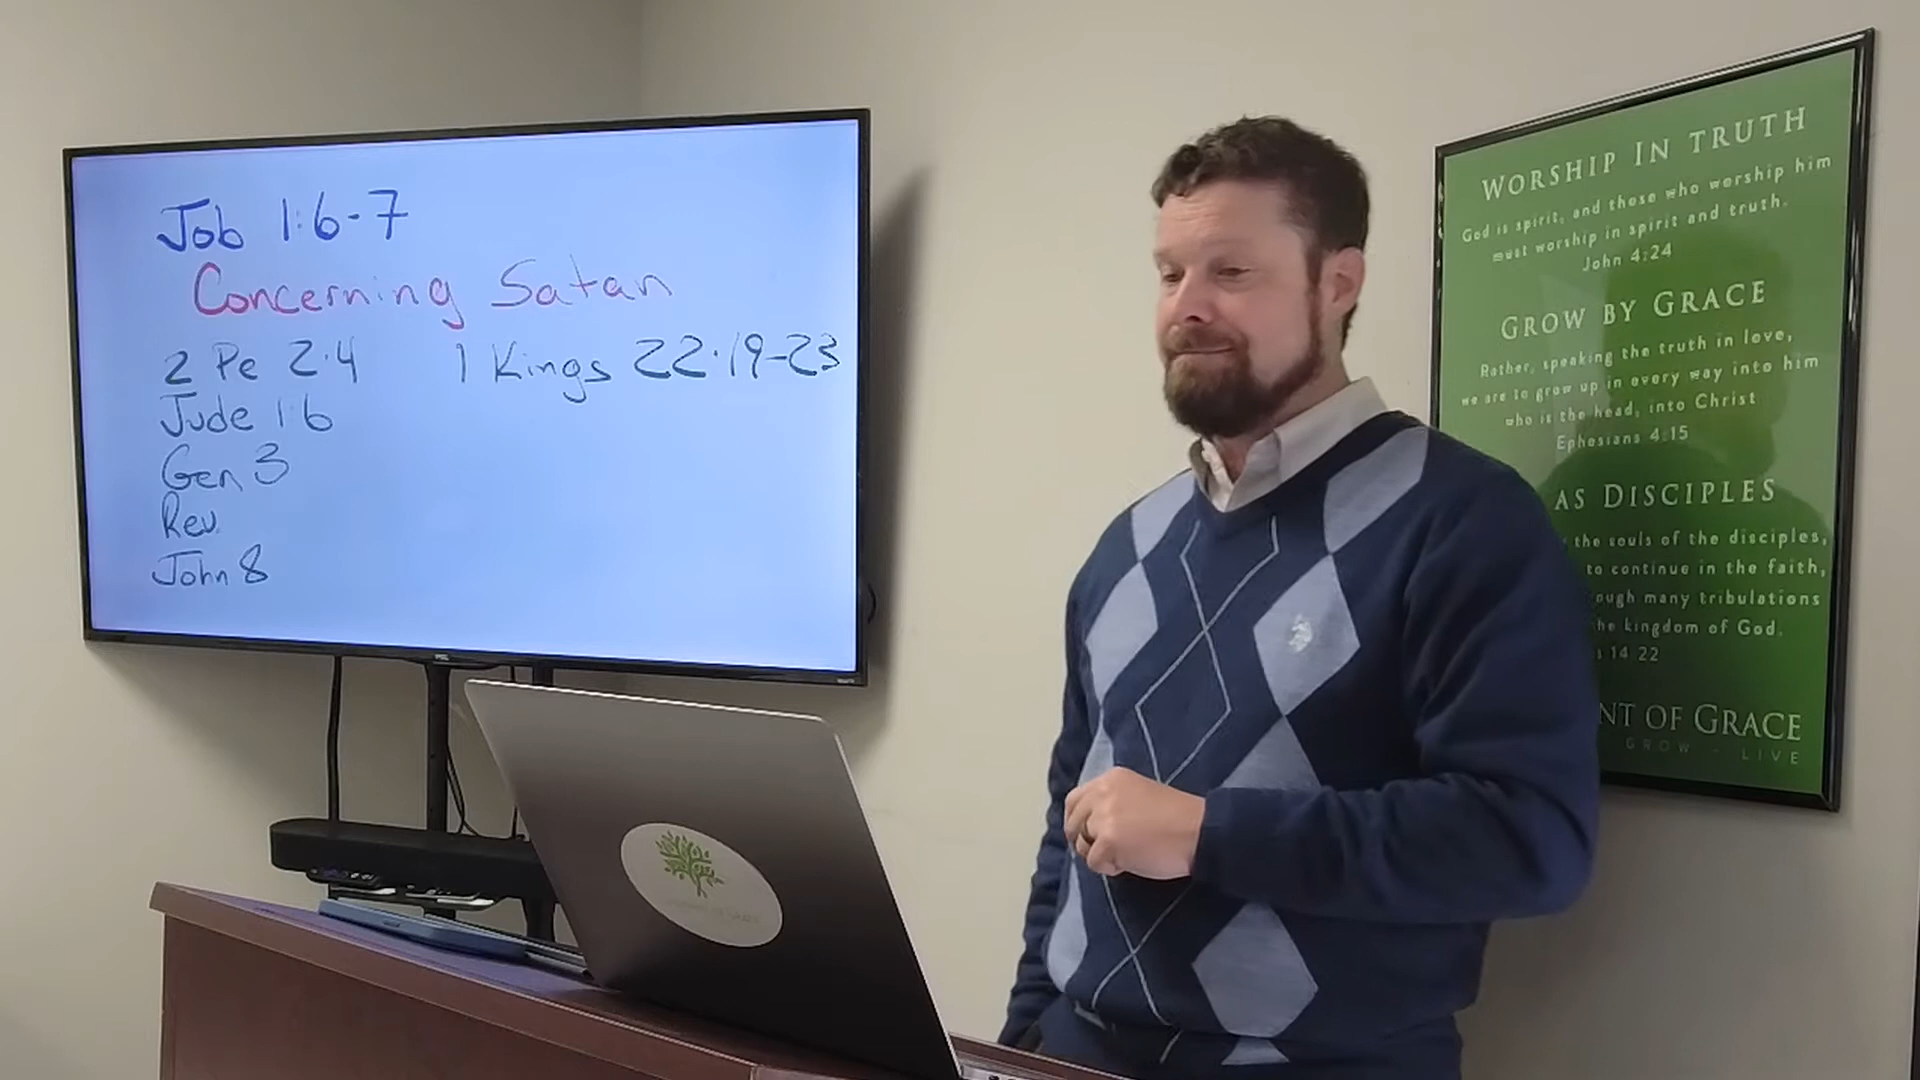 Job 1:6-7
Concerning Satan
2 Pe 2:4 1 Kings 22:19-23
Jude 1:6
Gen 3
Rev.
John 8
WORSHIP IN TRUTH
God is spirit, and those who worship him
must worship in spirit and truth.
John 4:24
GROW BY GRACE
Rather, speaking the truth in love,
we are to grow up in every way into him
who is the head, into Christ
Ephesians 4:15
AS DISCIPLES
the souls of the disciples,
to continue in the faith,
many tribulations
kingdom of God.
14:22
OF GRACE
GROW - LIVE